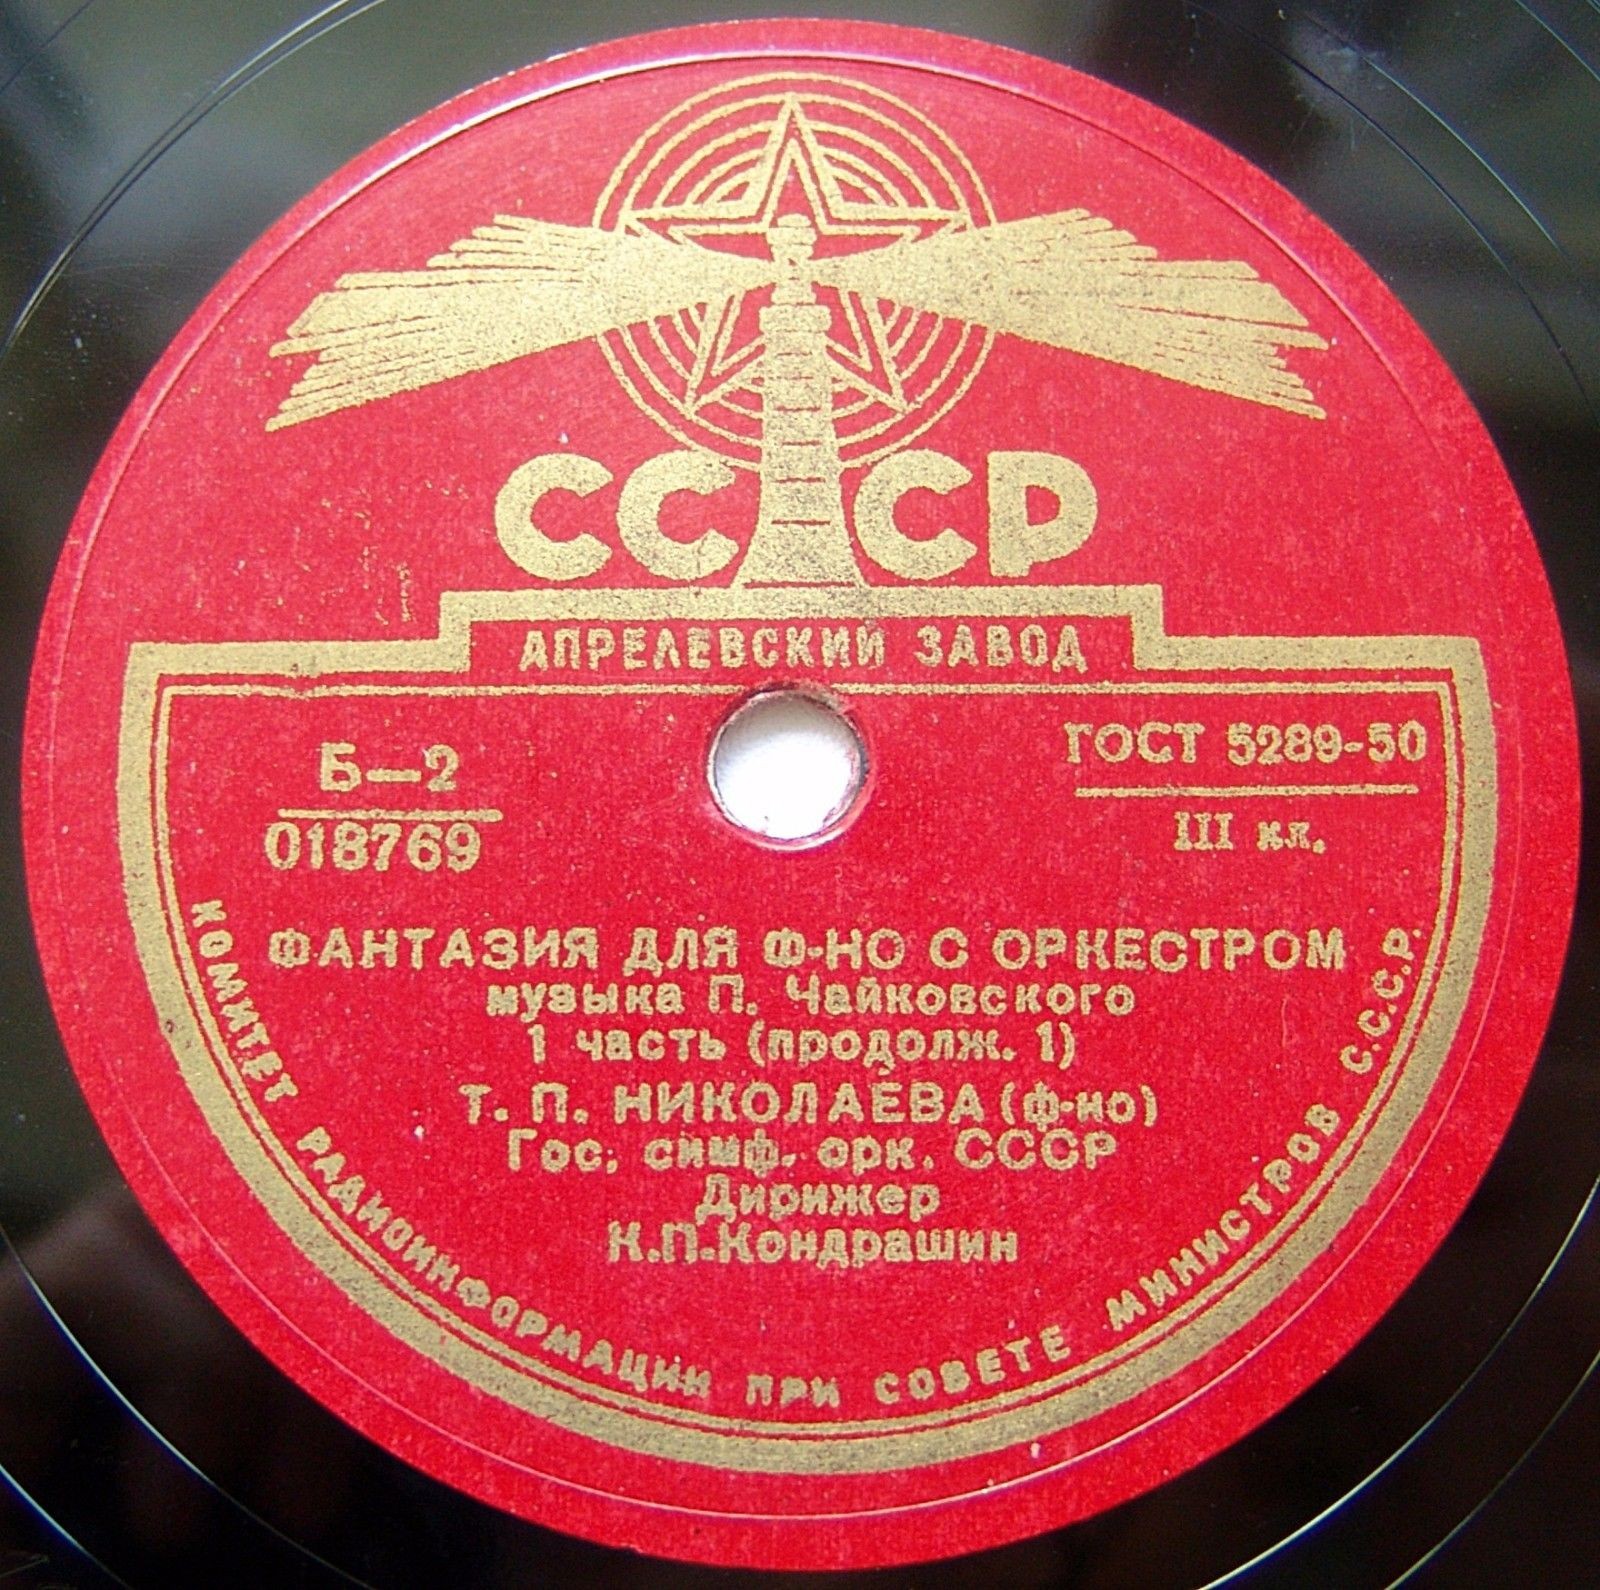 СССР
АПРЕЛЕВСКИЙ ЗАВОД
Б—2
018769
ГОСТ 5289-50
III кл.
ФАНТАЗИЯ ДЛЯ Ф-НО С ОРКЕСТРОМ
музыка П. Чайковского
1 часть (продолж. 1)
Т. П. НИКОЛАЕВА (ф-но)
Гос. симф. орк. СССР
Дирижер
К.П.Кондрашин
КОМИТЕТ РАДИОИНФОРМАЦИИ ПРИ СОВЕТЕ МИНИСТРОВ С.С.С.Р.